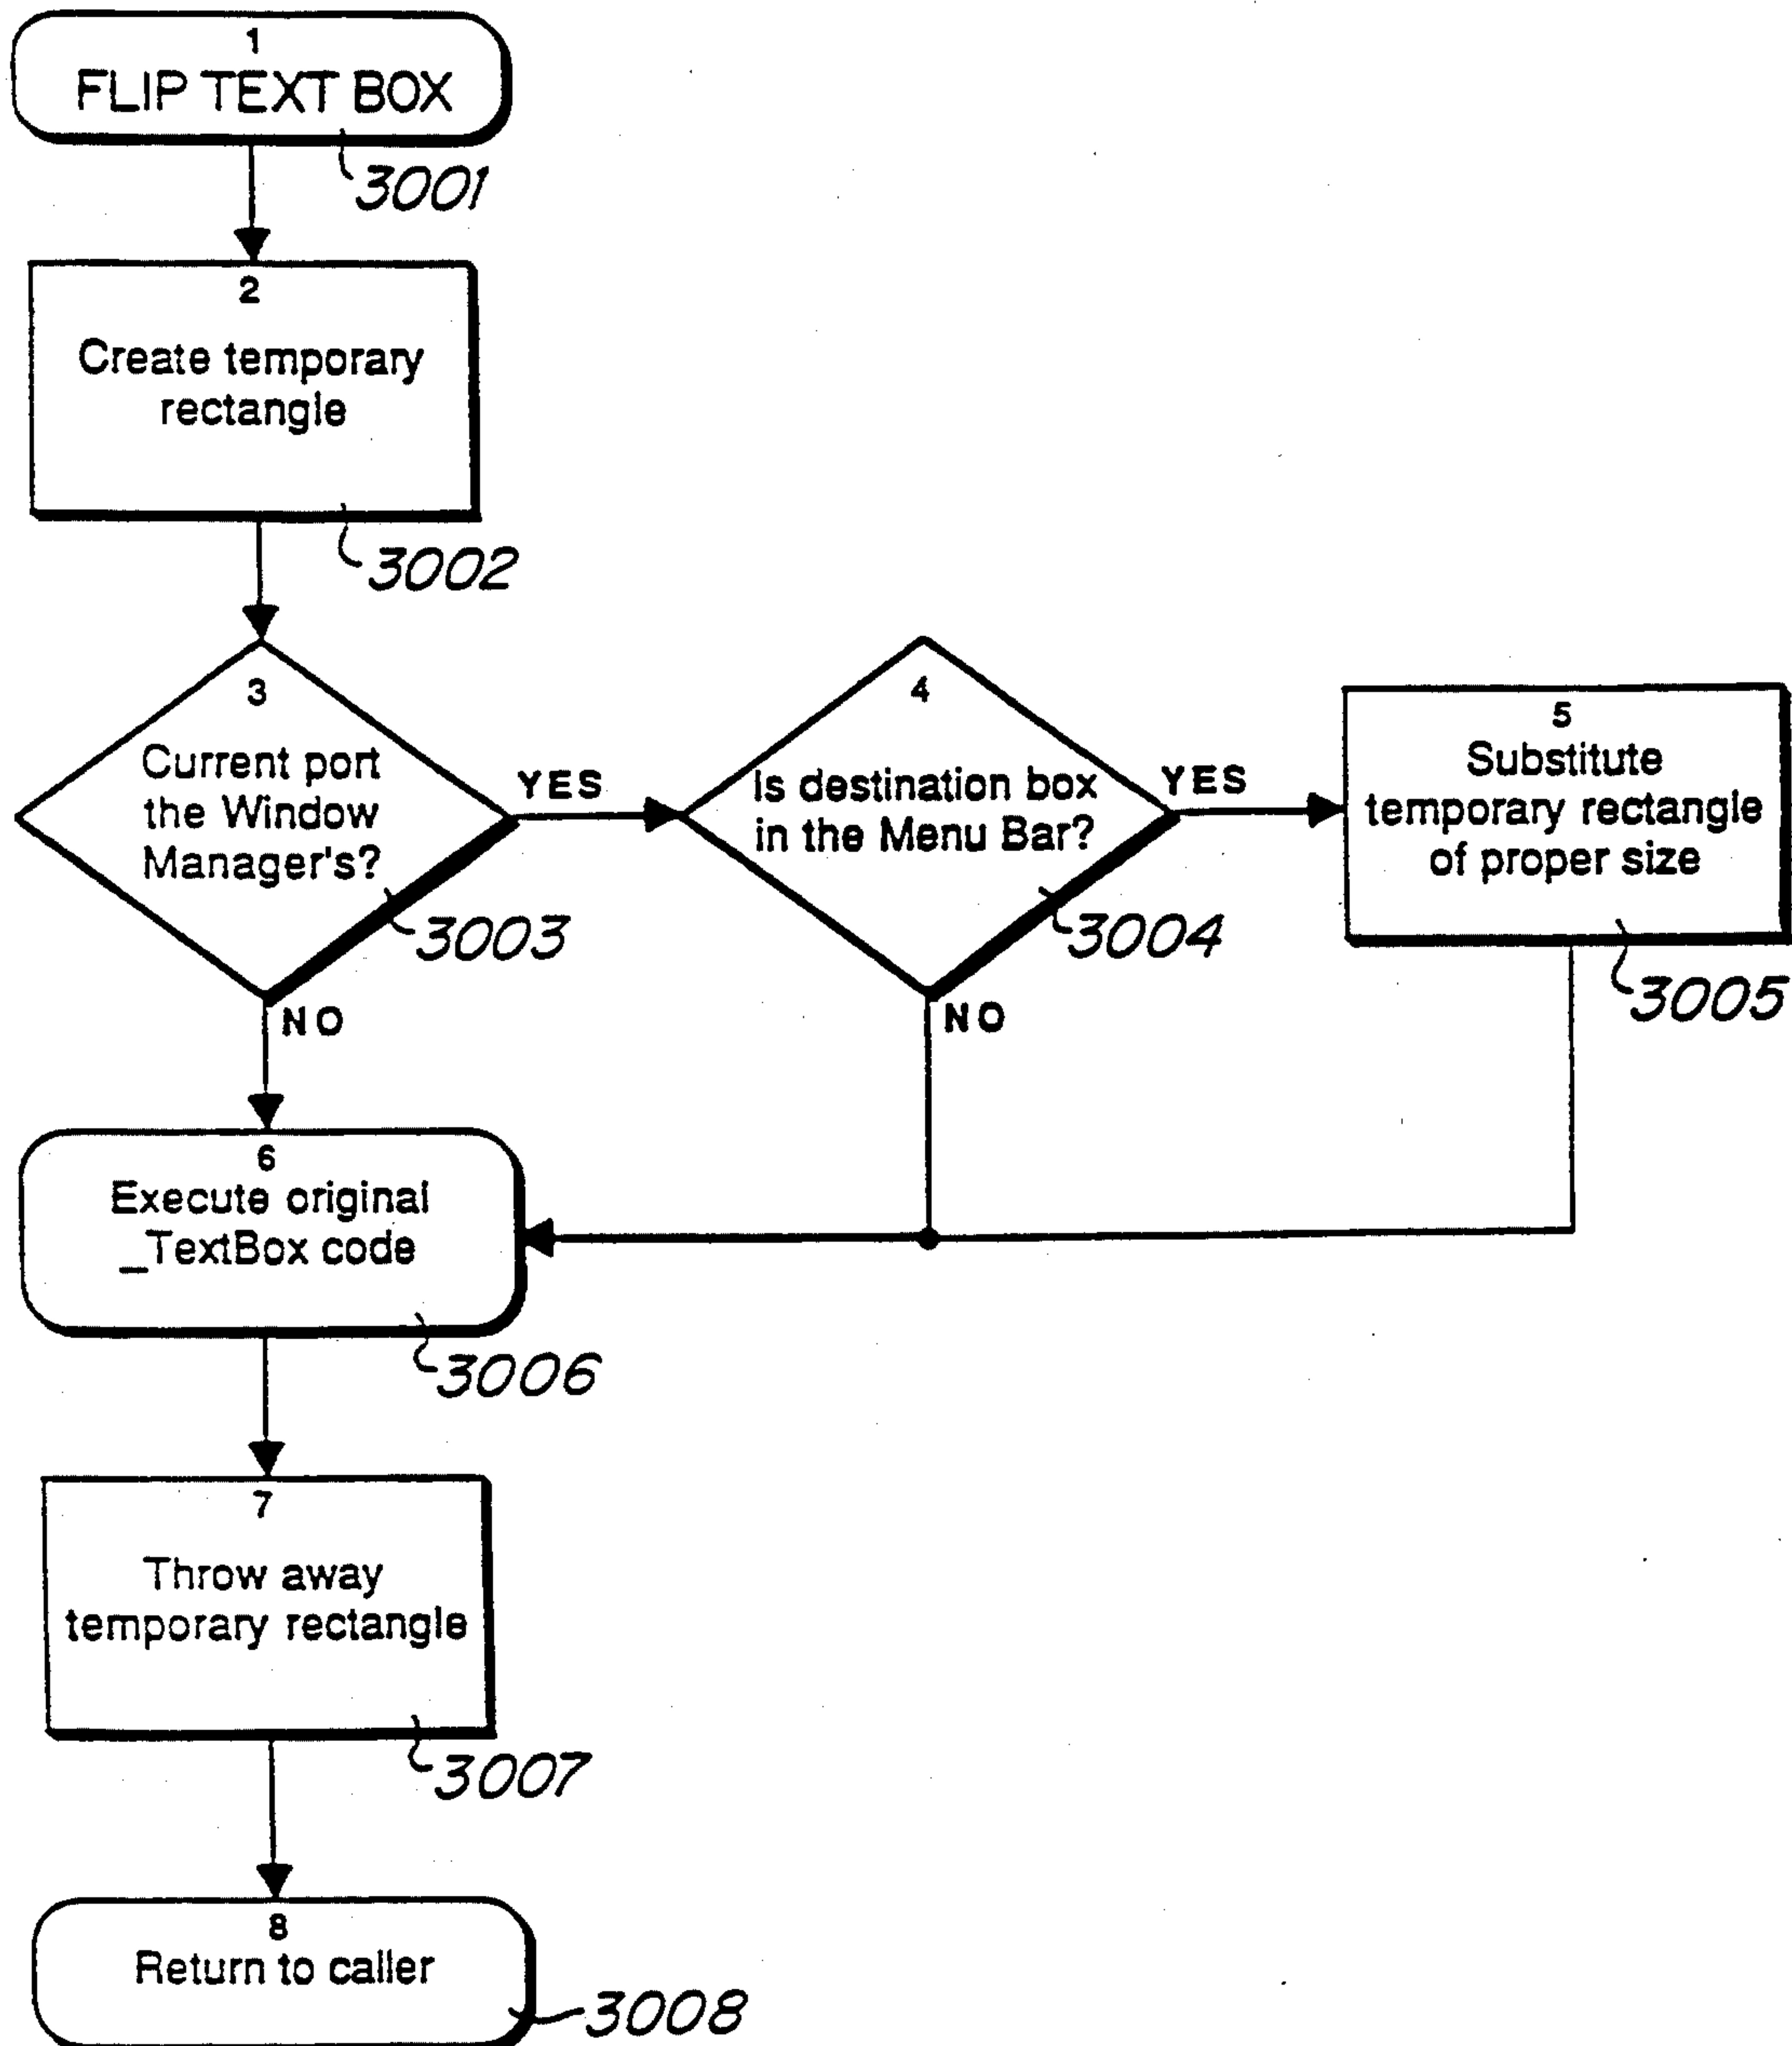 1
FLIP TEXT BOX
3001
2
Create temporary
rectangle
3002
3
Current port
the Window
Manager's?
YES
3003
NO
4
Is destination box
in the Menu Bar?
YES
3004
NO
5
Substitute
temporary rectangle
of proper size
3005
6
Execute original
_TextBox code
3006
7
Throw away
temporary rectangle
3007
8
Return to caller
3008